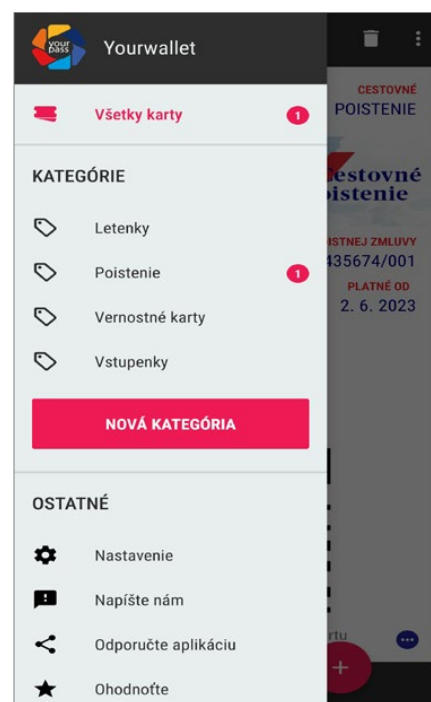 your
pass
Yourwallet
Všetky karty
1
KATEGÓRIE
Letenky
Poistenie
1
Vernostné karty
Vstupenky
NOVÁ KATEGÓRIA
OSTATNÉ
Nastavenie
Napíšte nám
Odporučte aplikáciu
Ohodnoťte
CESTOVNÉ
POISTENIE
estovné
oistenie
ISTNEJ ZMLUVY
435674/001
PLATNÉ OD
2. 6. 2023
rtu